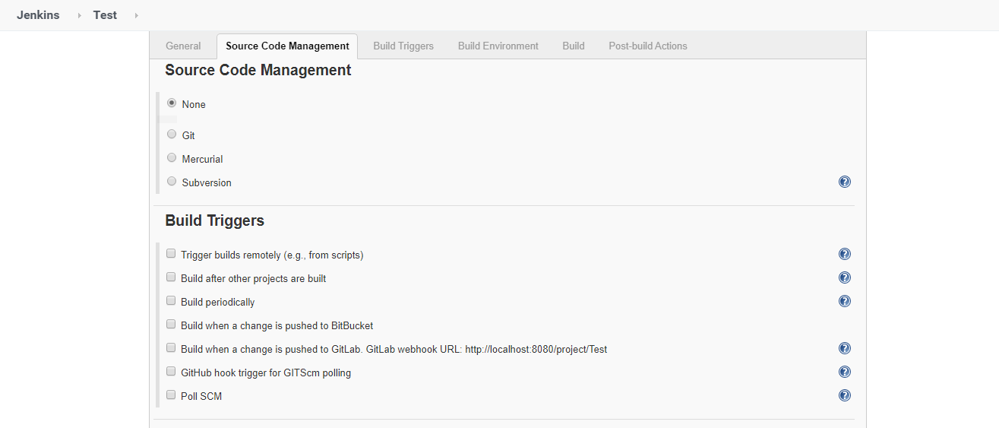 Jenkins Test
General Source Code Management Build Triggers Build Environment Build Post-build Actions
Source Code Management
None
Git
Mercurial
Subversion
Build Triggers
Trigger builds remotely (e.g., from scripts)
Build after other projects are built
Build periodically
Build when a change is pushed to BitBucket
Build when a change is pushed to GitLab. GitLab webhook URL: http://localhost:8080/project/Test
GitHub hook trigger for GITScm polling
Poll SCM